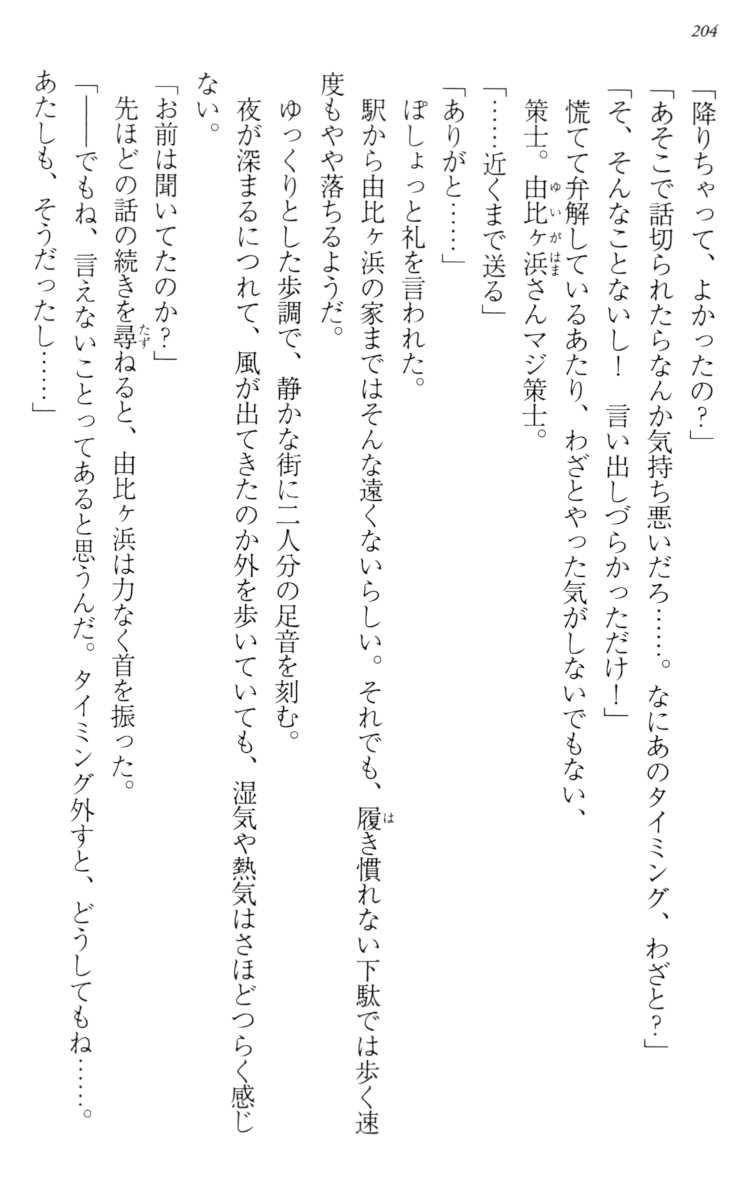 204
「降りちゃって、よかったの？」
「あそこで話切られたらなんか気持ち悪いだろ……。なにあのタイミング、わざと？」
「そ、そんなことないし！　言い出しづらかっただけ！」
慌てて弁解しているあたり、わざとやった気がしないでもない、
策士。由比ヶ浜さんマジ策士。
「……近くまで送る」
「ありがと……」
ぽしょっと礼を言われた。
駅から由比ヶ浜の家まではそんな遠くないらしい。それでも、履き慣れない下駄では歩く速
度もやや落ちるようだ。
ゆっくりとした歩調で、静かな街に二人分の足音を刻む。
夜が深まるにつれて、風が出てきたのか外を歩いていても、湿気や熱気はさほどつらく感じ
ない。
「お前は聞いてたのか？」
先ほどの話の続きを尋ねると、由比ヶ浜は力なく首を振った。
「――でもね、言えないことってあると思うんだ。タイミング外すと、どうしてもね……。
あたしも、そうだったし……」